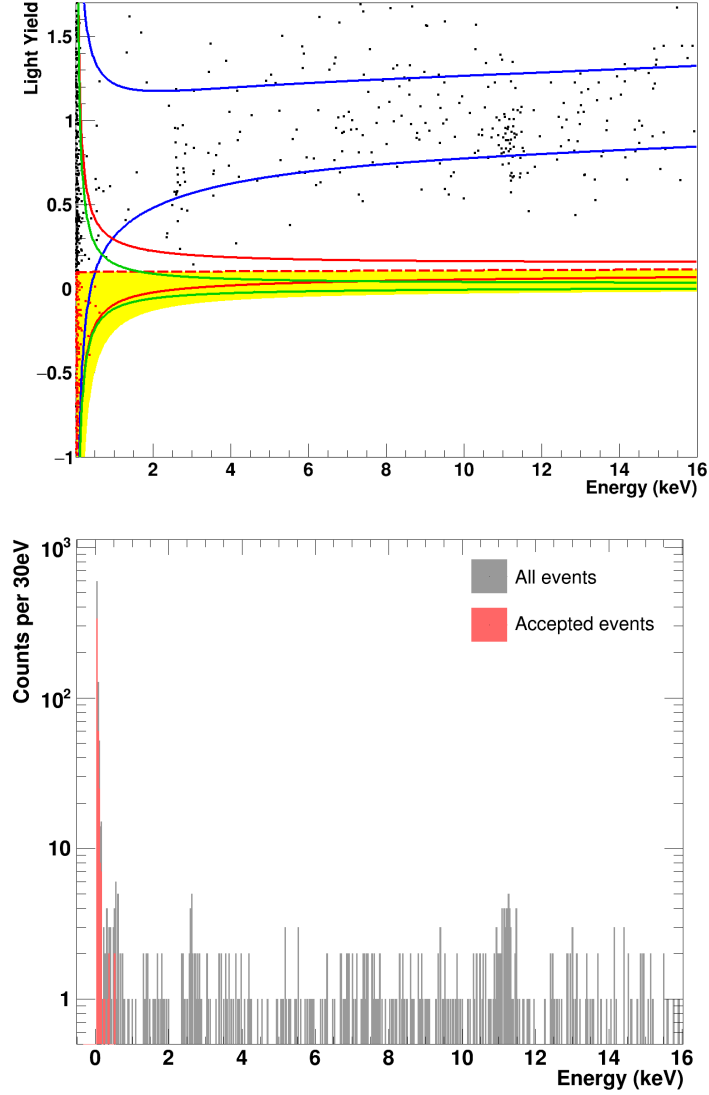 Light Yield
1.5
1
0.5
0
−0.5
−1
2 4 6 8 10 12 14 16
Energy (keV)
Counts per 30eV
10³
10²
10
1
All events
Accepted events
0 2 4 6 8 10 12 14 16
Energy (keV)